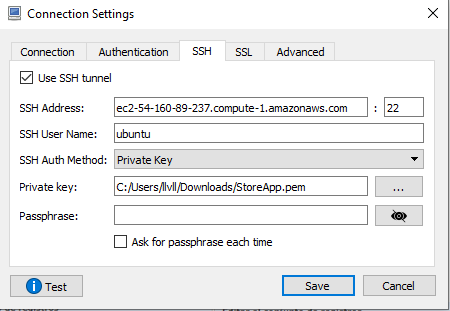 Connection Settings
Connection Authentication SSH SSL Advanced
Use SSH tunnel
SSH Address: ec2-54-160-89-237.compute-1.amazonaws.com : 22
SSH User Name: ubuntu
SSH Auth Method: Private Key
Private key: C:/Users/llvll/Downloads/StoreApp.pem ...
Passphrase:
Ask for passphrase each time
Test Save Cancel